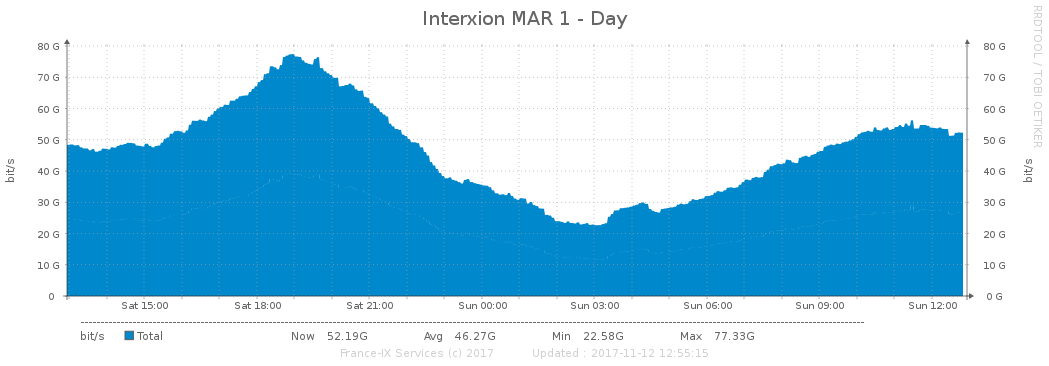 Interxion MAR 1 - Day
RRDTOOL / TOBI OETIKER
80 G 80 G
70 G 70 G
60 G 60 G
50 G 50 G
40 G 40 G
30 G 30 G
20 G 20 G
10 G 10 G
0 0 G
bit/s bit/s
Sat 15:00 Sat 18:00 Sat 21:00 Sun 00:00 Sun 03:00 Sun 06:00 Sun 09:00 Sun 12:00
bit/s Total Now 52.19G Avg 46.27G Min 22.58G Max 77.33G
France-IX Services (c) 2017 Updated : 2017-11-12 12:55:15